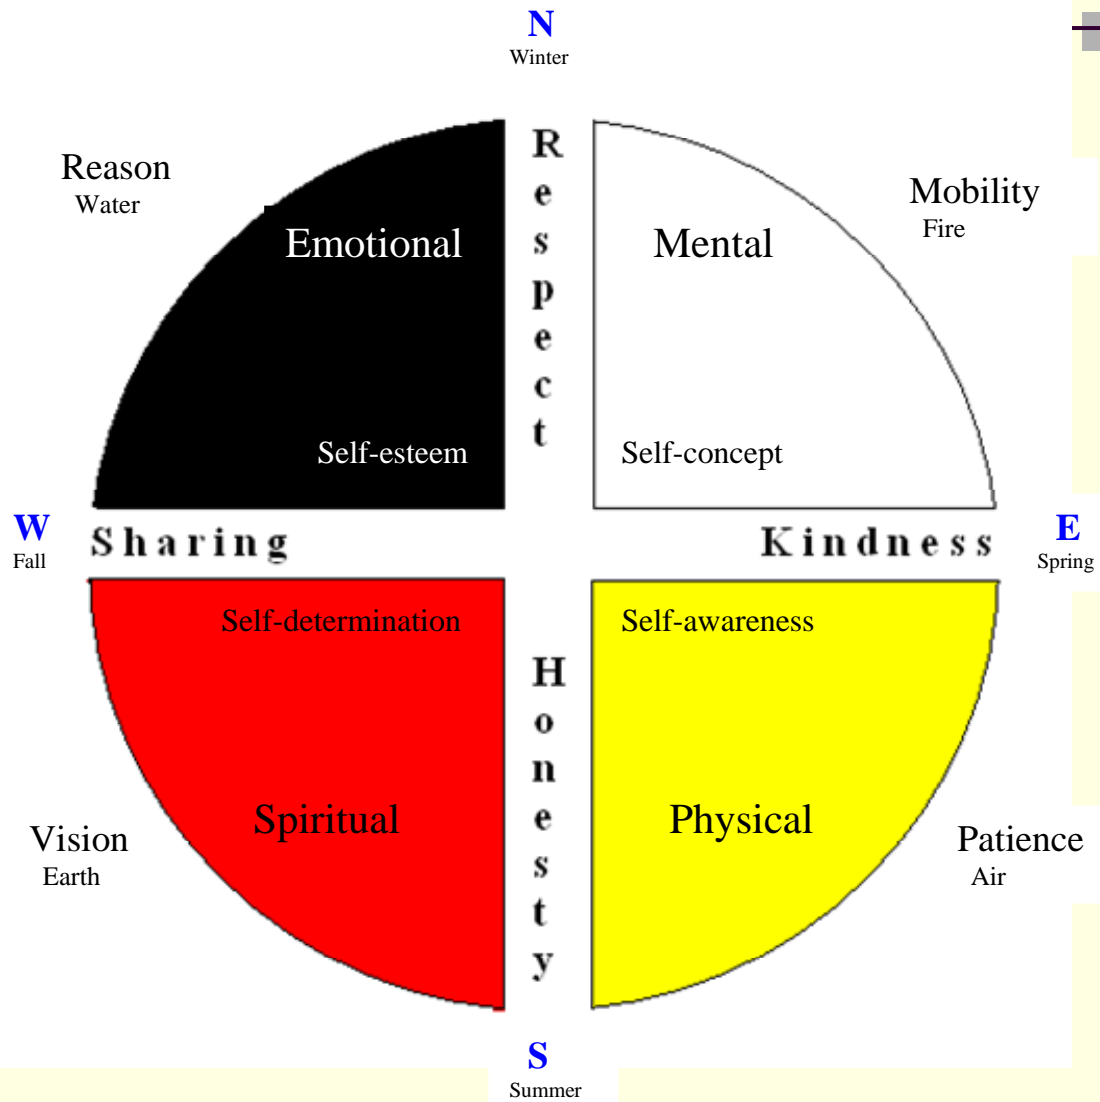 N
Winter
Respect
Reason
Water
Mobility
Fire
Emotional
Mental
Self-esteem
Self-concept
W
Fall
Sharing
Kindness
E
Spring
Self-determination
Self-awareness
Honesty
Spiritual
Physical
Vision
Earth
Patience
Air
S
Summer